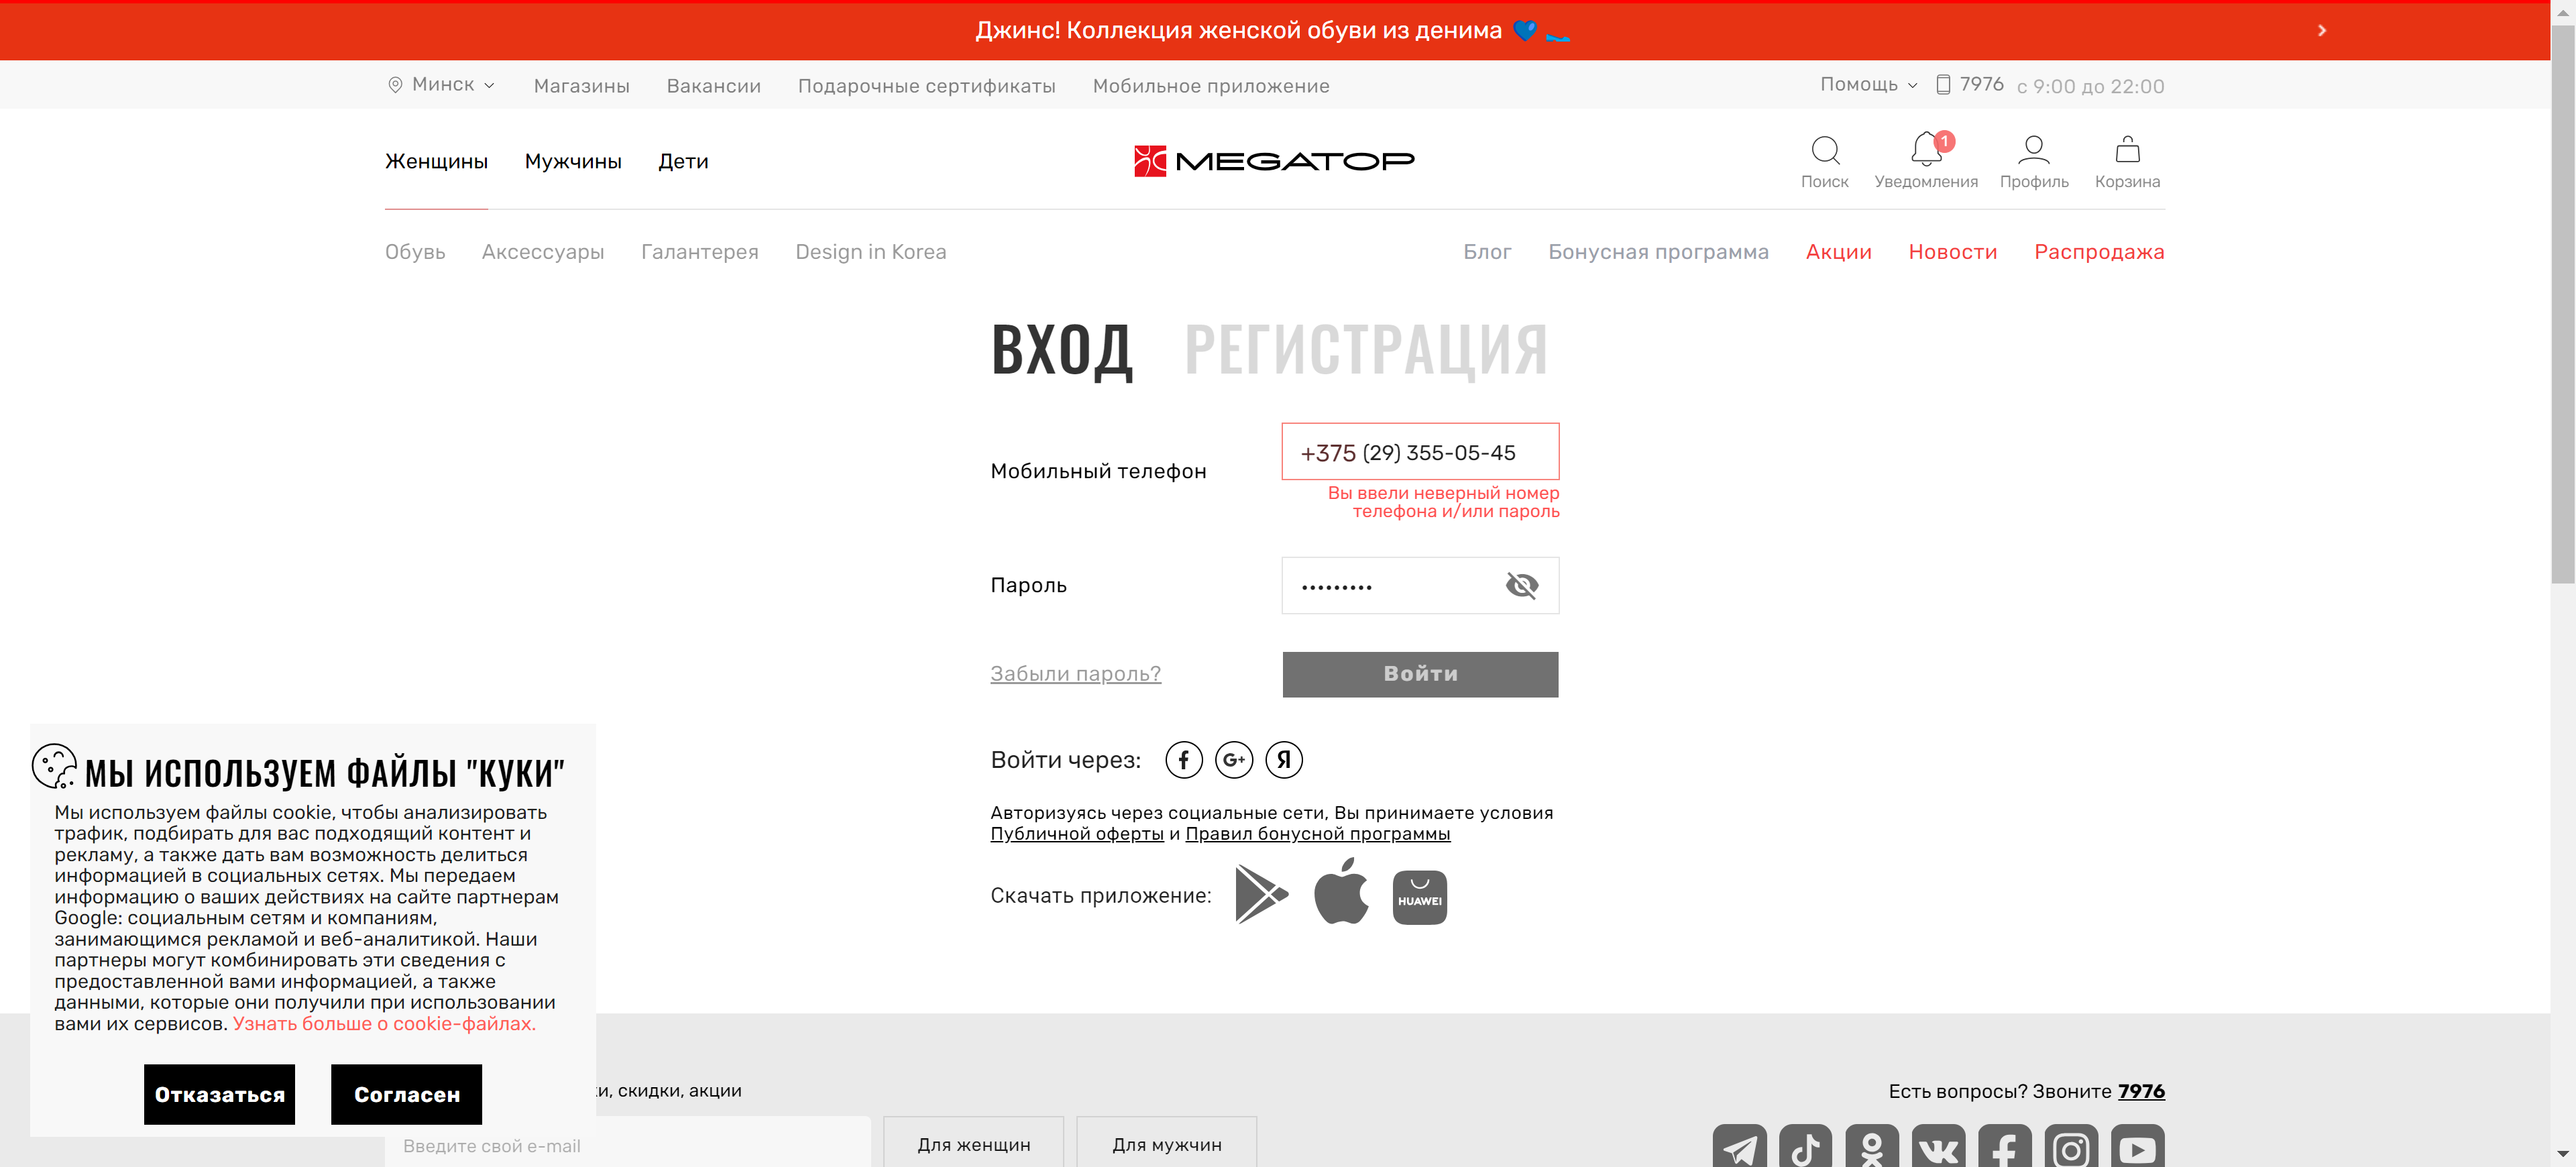 Джинс! Коллекция женской обуви из денима
Минск
Магазины
Вакансии
Подарочные сертификаты
Мобильное приложение
Помощь
7976
с 9:00 до 22:00
Женщины
Мужчины
Дети
MEGATOP
Поиск
1
Уведомления
Профиль
Корзина
Обувь
Аксессуары
Галантерея
Design in Korea
Блог
Бонусная программа
Акции
Новости
Распродажа
ВХОД
РЕГИСТРАЦИЯ
Мобильный телефон
+375 (29) 355-05-45
Вы ввели неверный номер
телефона и/или пароль
Пароль
•••••••••
Забыли пароль?
Войти
Войти через:
f
G+
Я
Авторизуясь через социальные сети, Вы принимаете условия
Публичной оферты и Правил бонусной программы
Скачать приложение:
HUAWEI
МЫ ИСПОЛЬЗУЕМ ФАЙЛЫ "КУКИ"
Мы используем файлы cookie, чтобы анализировать
трафик, подбирать для вас подходящий контент и
рекламу, а также дать вам возможность делиться
информацией в социальных сетях. Мы передаем
информацию о ваших действиях на сайте партнерам
Google: социальным сетям и компаниям,
занимающимся рекламой и веб-аналитикой. Наши
партнеры могут комбинировать эти сведения с
предоставленной вами информацией, а также
данными, которые они получили при использовании
вами их сервисов. Узнать больше о cookie-файлах.
Отказаться
Согласен
скидки, акции
Введите свой e-mail
Для женщин
Для мужчин
Есть вопросы? Звоните 7976